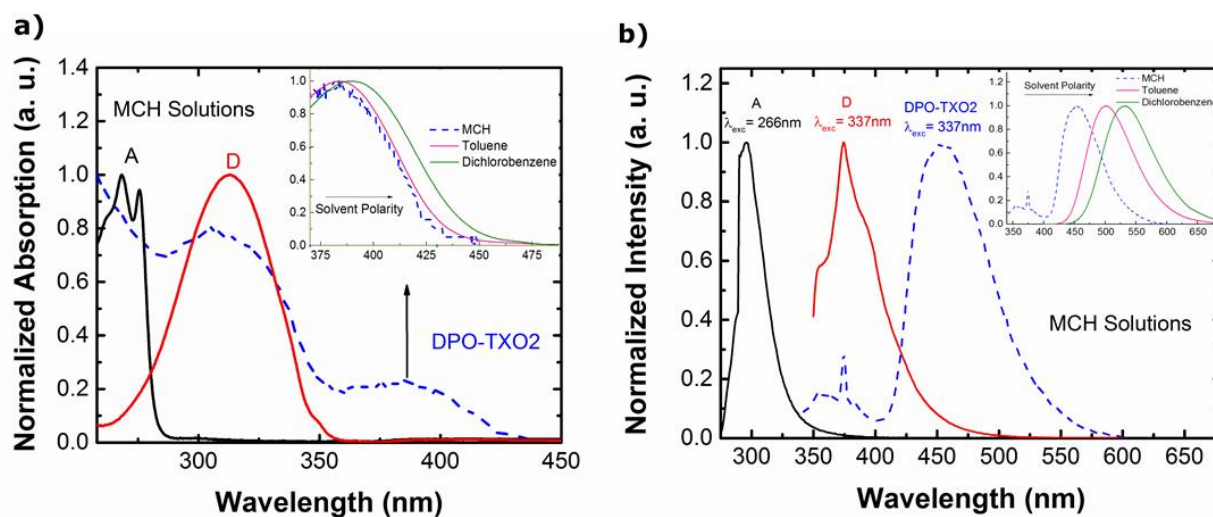 a)
Normalized Absorption (a. u.)
1.4
1.2
1.0
0.8
0.6
0.4
0.2
0.0
MCH Solutions
A
D
DPO-TXO2
300
350
400
450
Wavelength (nm)
1.0
0.8
0.6
0.4
0.2
0.0
MCH
Toluene
Dichlorobenzene
Solvent Polarity
375
400
425
450
475
b)
Normalized Intensity (a. u.)
1.2
1.0
0.8
0.6
0.4
0.2
0.0
A
λexc = 266nm
D
λexc = 337nm
DPO-TXO2
λexc = 337nm
MCH Solutions
300
350
400
450
500
550
600
650
Wavelength (nm)
1.0
0.8
0.6
0.4
0.2
0.0
Solvent Polarity
MCH
Toluene
Dichlorobenzene
350
400
450
500
550
600
650